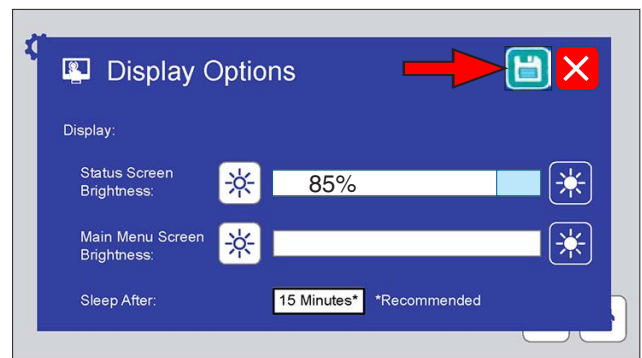 Display Options
Display:
Status Screen
Brightness:
85%
Main Menu Screen
Brightness:
Sleep After:
15 Minutes*
*Recommended